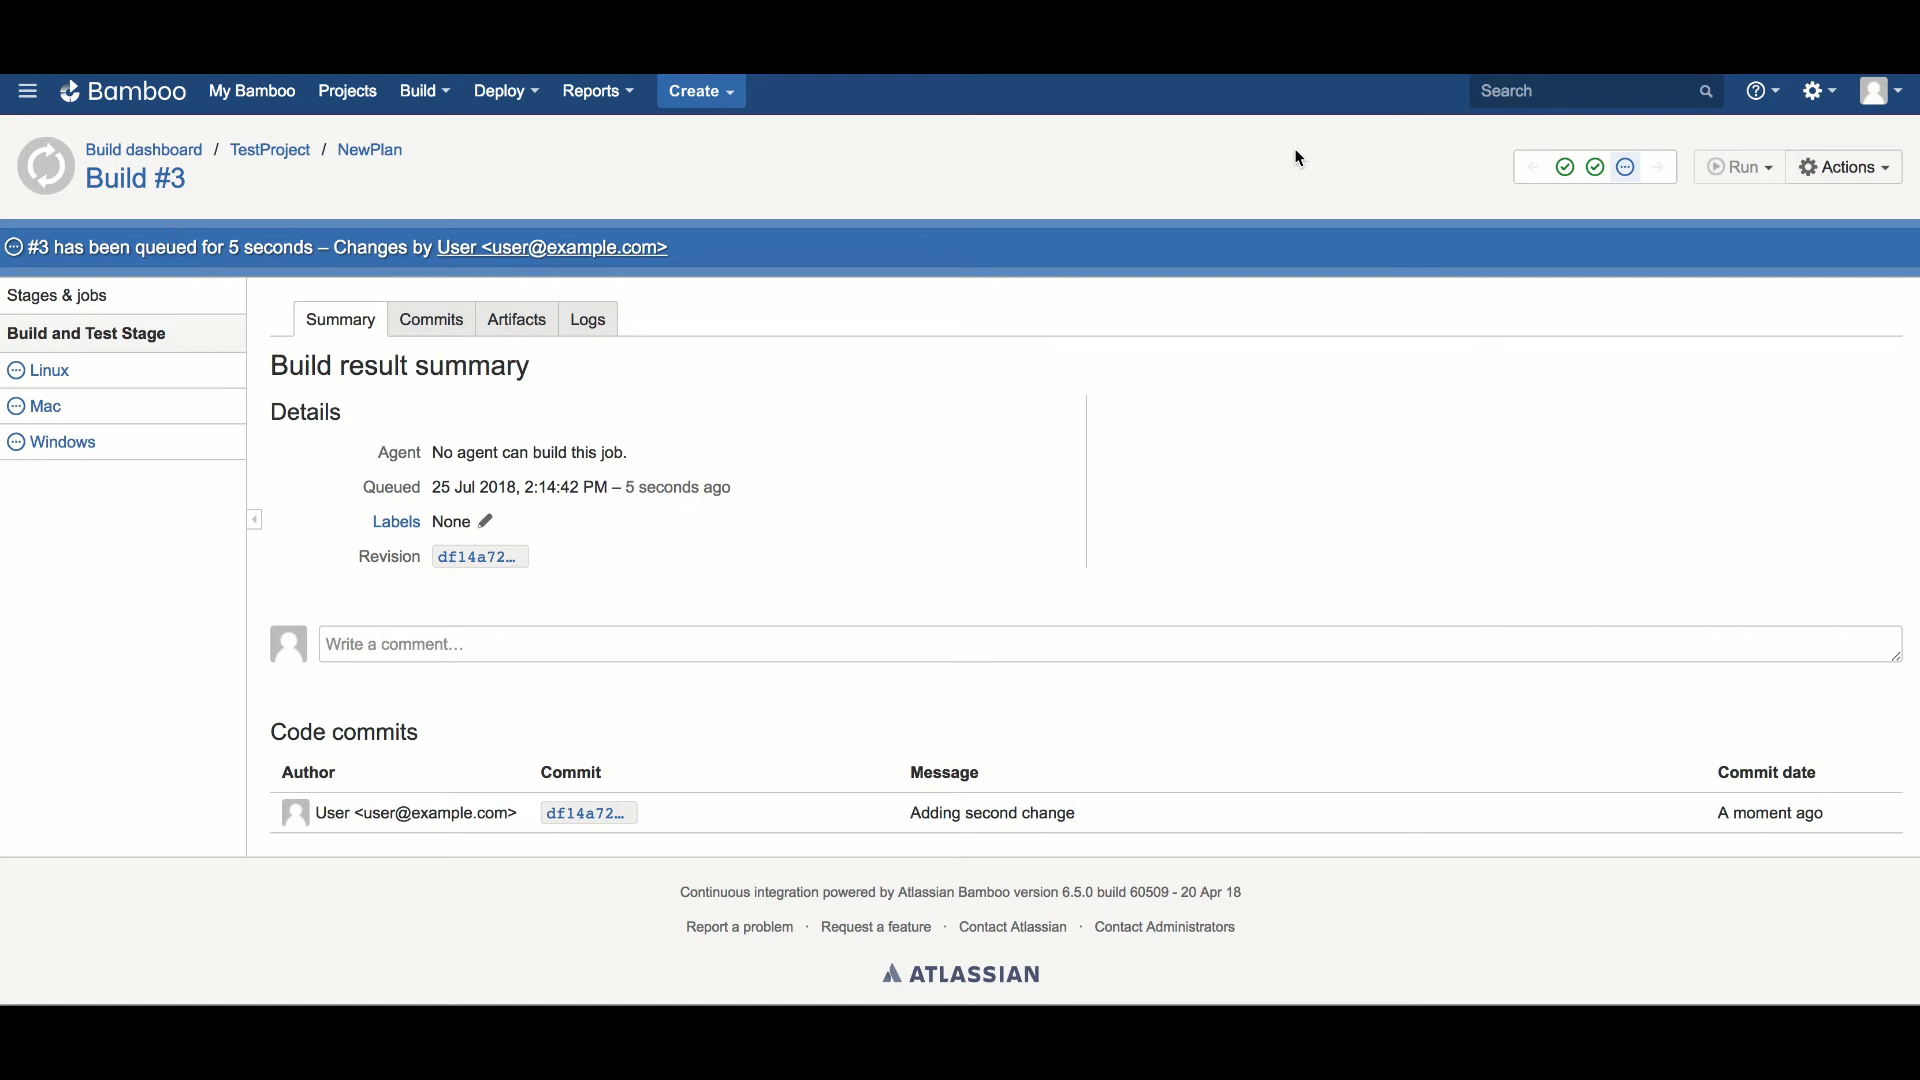 Bamboo My Bamboo Projects Build Deploy Reports Create Search
Build dashboard / TestProject / NewPlan
Build #3
Run Actions
#3 has been queued for 5 seconds – Changes by User <user@example.com>
Stages & jobs
Build and Test Stage
Linux
Mac
Windows
Summary Commits Artifacts Logs
Build result summary
Details
Agent No agent can build this job.
Queued 25 Jul 2018, 2:14:42 PM – 5 seconds ago
Labels None
Revision df14a72…
Write a comment…
Code commits
Author Commit Message Commit date
User <user@example.com> df14a72… Adding second change A moment ago
Continuous integration powered by Atlassian Bamboo version 6.5.0 build 60509 - 20 Apr 18
Report a problem · Request a feature · Contact Atlassian · Contact Administrators
ATLASSIAN